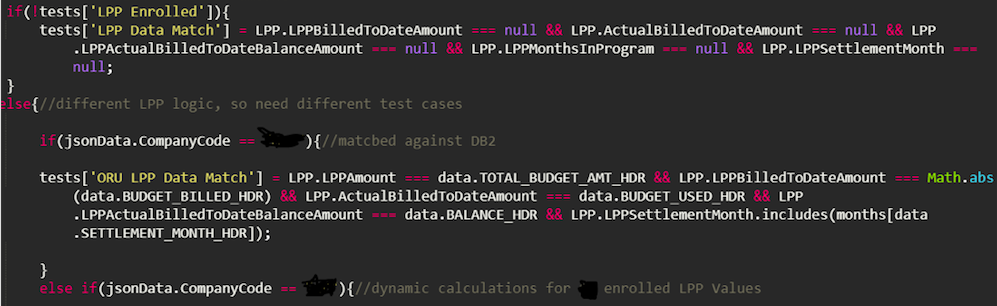 if(!tests['LPP Enrolled']){
tests['LPP Data Match'] = LPP.LPPBilledToDateAmount === null && LPP.ActualBilledToDateAmount === null && LPP
.LPPActualBilledToDateBalanceAmount === null && LPP.LPPMonthsInProgram === null && LPP.LPPSettlementMonth ===
null;
}
else{//different LPP logic, so need different test cases
if(jsonData.CompanyCode == ){//matcbed against DB2
tests['ORU LPP Data Match'] = LPP.LPPAmount === data.TOTAL_BUDGET_AMT_HDR && LPP.LPPBilledToDateAmount === Math.abs
(data.BUDGET_BILLED_HDR) && LPP.ActualBilledToDateAmount === data.BUDGET_USED_HDR && LPP
.LPPActualBilledToDateBalanceAmount === data.BALANCE_HDR && LPP.LPPSettlementMonth.includes(months[data
.SETTLEMENT_MONTH_HDR]);
}
else if(jsonData.CompanyCode == ){//dynamic calculations for enrolled LPP Values